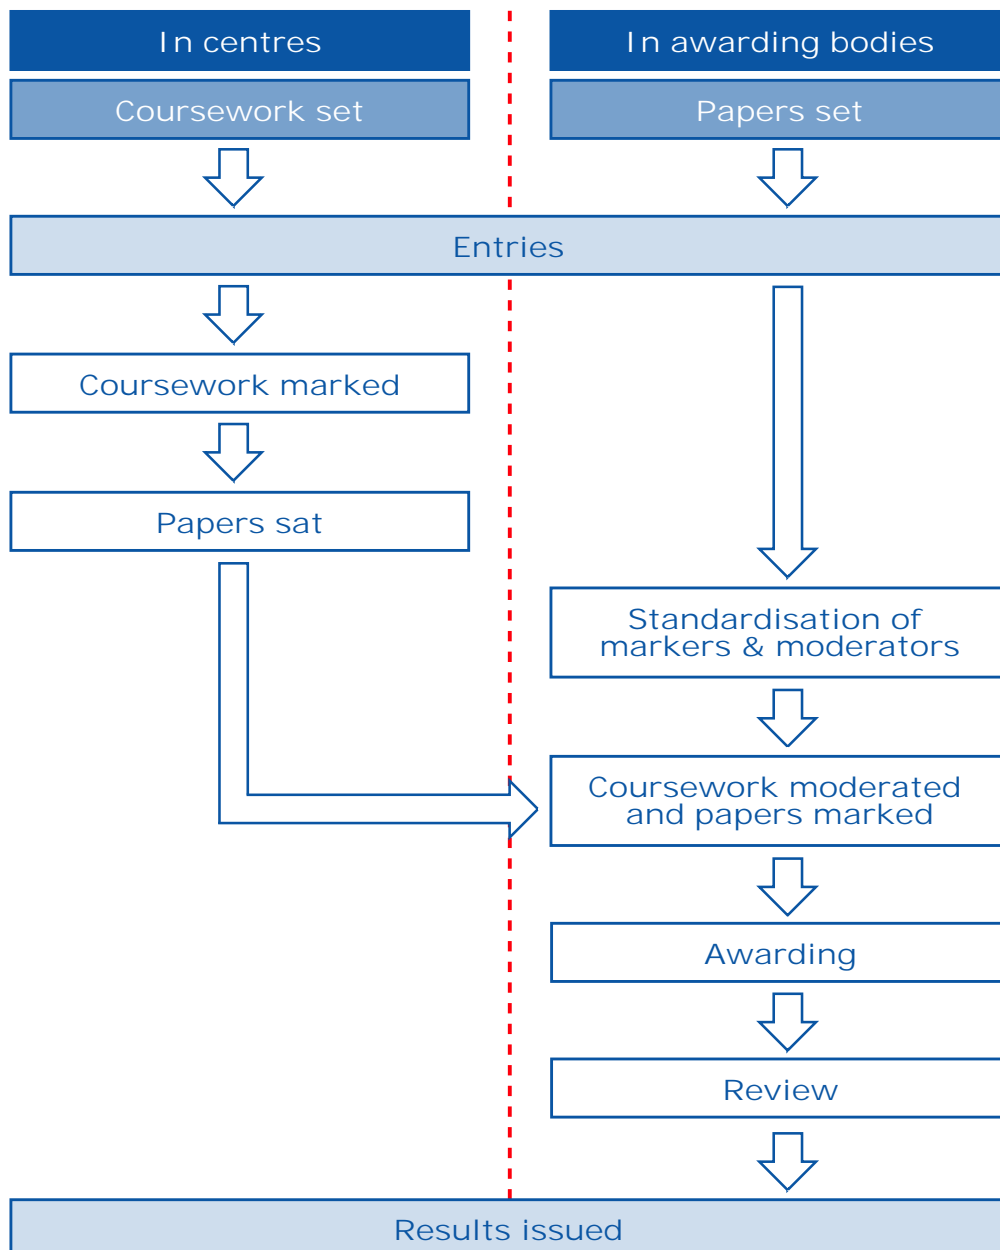 In centres
In awarding bodies
Coursework set
Papers set
Entries
Coursework marked
Papers sat
Standardisation of
markers & moderators
Coursework moderated
and papers marked
Awarding
Review
Results issued